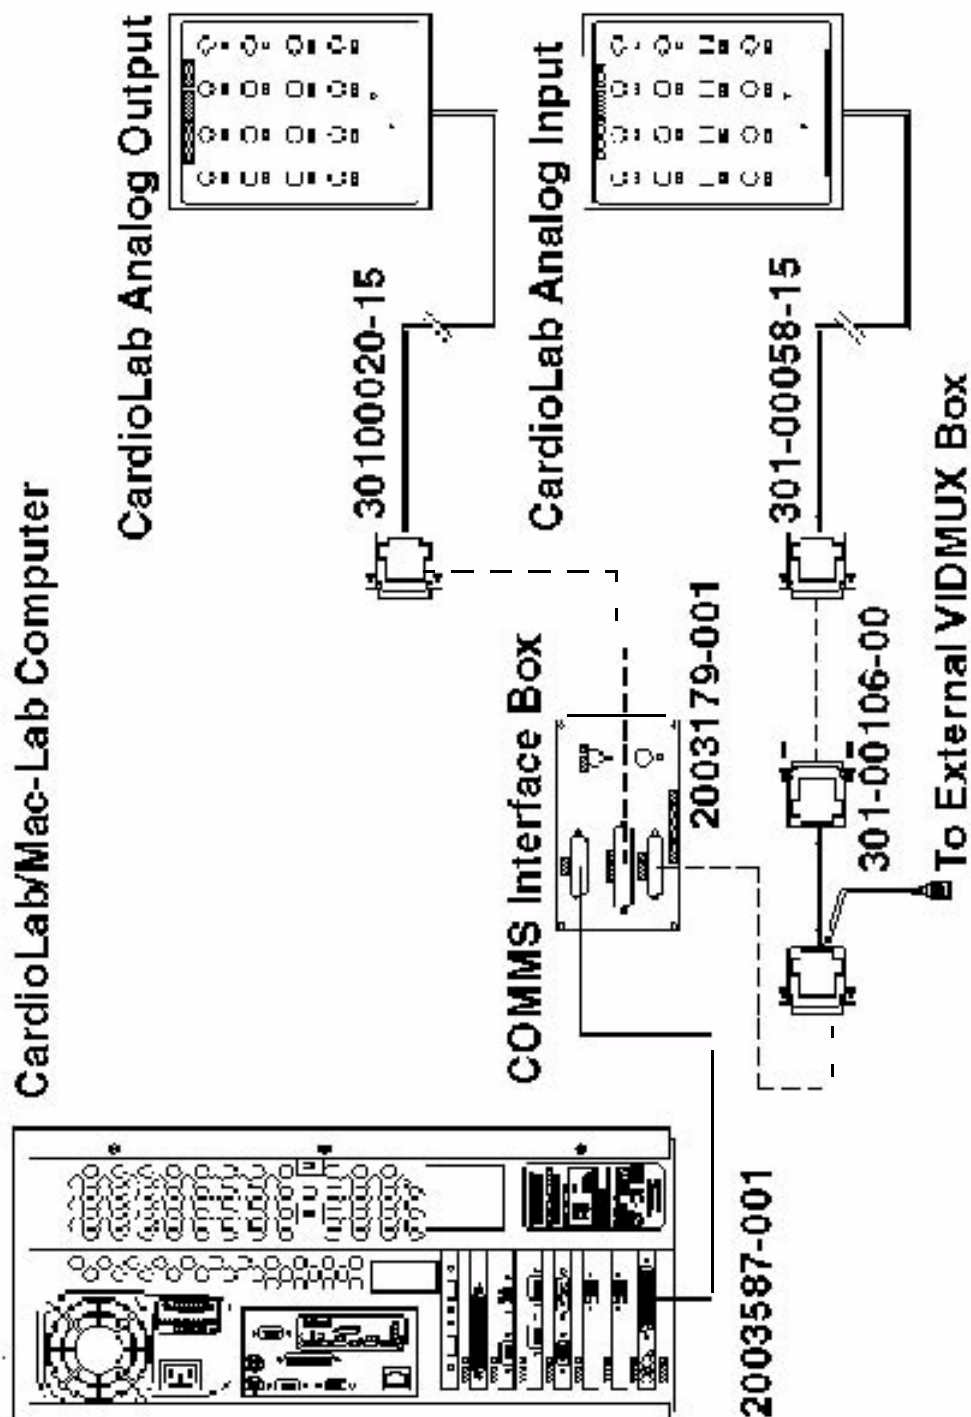 CardioLab/Mac-Lab Computer
CardioLab Analog Output
30100020-15
CardioLab Analog Input
301-00058-15
COMMS Interface Box
2003179-001
301-00106-00
To External VIDMUX Box
2003587-001